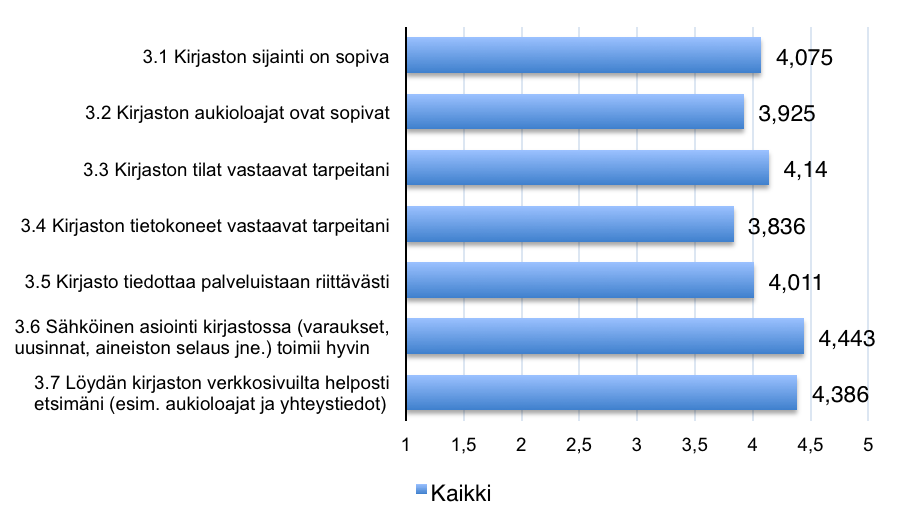 3.1 Kirjaston sijainti on sopiva
4,075
3.2 Kirjaston aukioloajat ovat sopivat
3,925
3.3 Kirjaston tilat vastaavat tarpeitani
4,14
3.4 Kirjaston tietokoneet vastaavat tarpeitani
3,836
3.5 Kirjasto tiedottaa palveluistaan riittävästi
4,011
3.6 Sähköinen asiointi kirjastossa (varaukset,
uusinnat, aineiston selaus jne.) toimii hyvin
4,443
3.7 Löydän kirjaston verkkosivuilta helposti
etsimäni (esim. aukioloajat ja yhteystiedot)
4,386
1 1,5 2 2,5 3 3,5 4 4,5 5
Kaikki